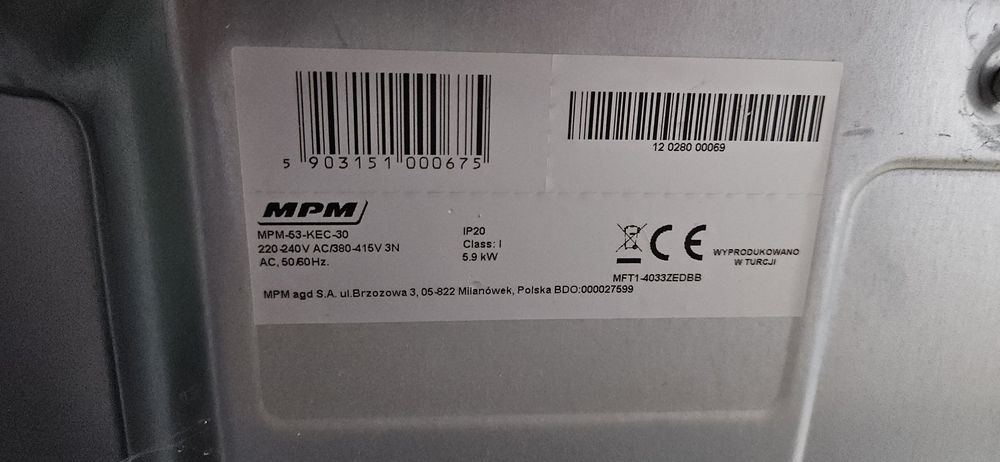 5 903151 000675
12 0280 00069
MPM
MPM-53-KEC-30
220-240V AC/380-415V 3N
AC, 50/60Hz.
IP20
Class: I
5.9 kW
CE
WYPRODUKOWANO
W TURCJI
MFT1-4033ZEDBB
MPM agd S.A. ul.Brzozowa 3, 05-822 Milanówek, Polska BDO:000027599